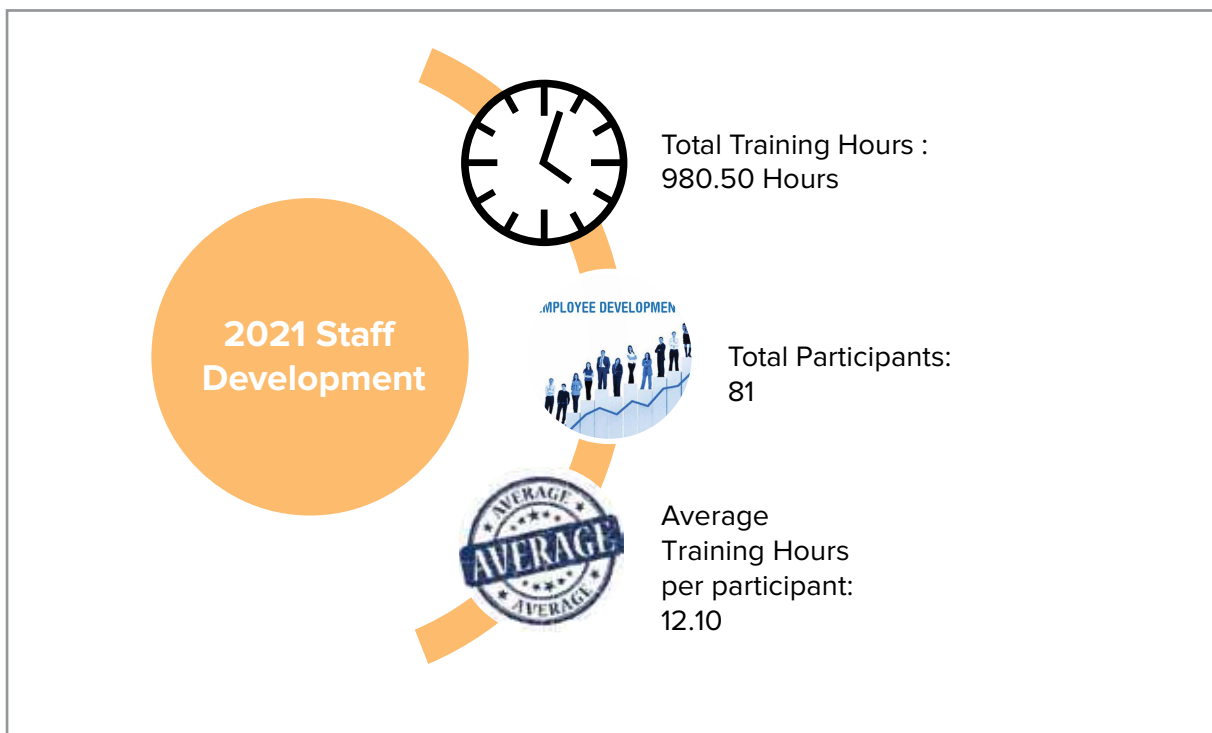 2021 Staff
Development
Total Training Hours :
980.50 Hours
MPLOYEE DEVELOPMEN
Total Participants:
81
AVERAGE
AVERAGE
AVERAGE
Average
Training Hours
per participant:
12.10